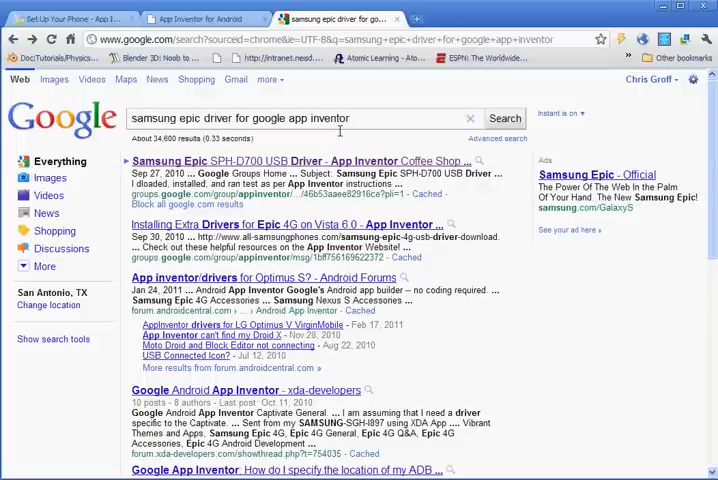 Set Up Your Phone - App I...
App Inventor for Android
samsung epic driver for go...
www.google.com/search?sourceid=chrome&ie=UTF-8&q=samsung+epic+driver+for+google+app+inventor
Doc:Tutorials/Physics...
Blender 3D: Noob to ...
http://intranet.nesd....
Atomic Learning - Ato...
ESPN: The Worldwide...
»
Other bookmarks
Web Images Videos Maps News Shopping Gmail more
Chris Groff
Google
samsung epic driver for google app inventor
Search
Instant is on
About 34,600 results (0.33 seconds)
Advanced search
Everything
Images
Videos
News
Shopping
Discussions
More
San Antonio, TX
Change location
Show search tools
Samsung Epic SPH-D700 USB Driver - App Inventor Coffee Shop ...
Sep 27, 2010 ... Google Groups Home ... Subject: Samsung Epic SPH-D700 USB Driver ...
I dloaded, installed, and ran test as per App Inventor instructions ...
groups.google.com/group/appinventor/.../46b53aaee82916ce?pli=1 - Cached -
Block all google.com results
Installing Extra Drivers for Epic 4G on Vista 6.0 - App Inventor ...
Sep 30, 2010 ... http://www.all-samsungphones.com/samsung-epic-4g-usb-driver-download.
... Check out these helpful resources on the App Inventor Website! ...
groups.google.com/group/appinventor/msg/1bff756169622372 - Cached
App inventor/drivers for Optimus S? - Android Forums
Jan 24, 2011 ... Android App Inventor Google's Android app builder -- no coding required. ...
Samsung Epic 4G Accessories ... Samsung Nexus S Accessories ...
forum.androidcentral.com › ... › Android App Inventor - Cached
AppInventor drivers for LG Optimus V VirginMobile - Feb 17, 2011
App Inventor can't find my Droid X - Nov 28, 2010
Moto Droid and Block Editor not connecting - Aug 22, 2010
USB Connected Icon? - Jul 12, 2010
More results from forum.androidcentral.com »
Google Android App Inventor - xda-developers
10 posts - 8 authors - Last post: Oct 11, 2010
Google Android App Inventor Captivate General. ... I am assuming that I need a driver
specific to the Captivate. ... Sent from my SAMSUNG-SGH-I897 using XDA App ... Vibrant
Themes and Apps, Samsung Epic 4G, Epic 4G General, Epic 4G Q&A, Epic 4G
Accessories, Epic 4G Android Development ...
forum.xda-developers.com/showthread.php?t=754035 - Cached
Google App Inventor: How do I specify the location of my ADB ...
Ads
Samsung Epic - Official
The Power Of The Web In the Palm
Of Your Hand. The New Samsung Epic!
samsung.com/GalaxyS
See your ad here »